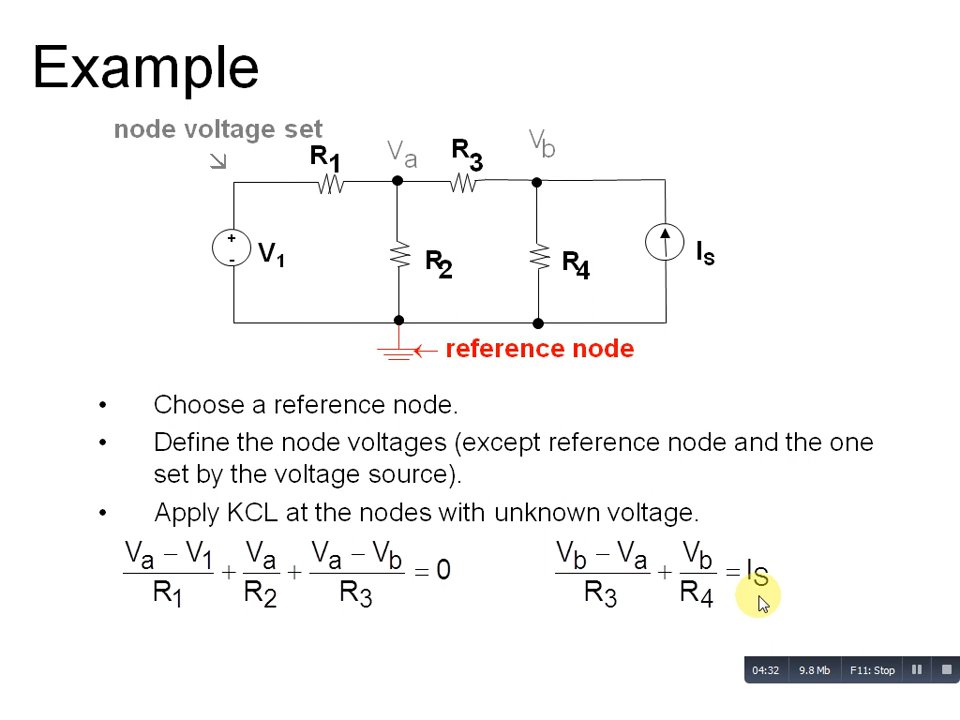 Example
node voltage set
R1 Va R3 Vb
+
-
V1 R2 R4 IS
reference node
• Choose a reference node.
• Define the node voltages (except reference node and the one
set by the voltage source).
• Apply KCL at the nodes with unknown voltage.
(Va − V1)/R1 + Va/R2 + (Va − Vb)/R3 = 0
(Vb − Va)/R3 + Vb/R4 = IS
04:32 9.8 Mb F11: Stop